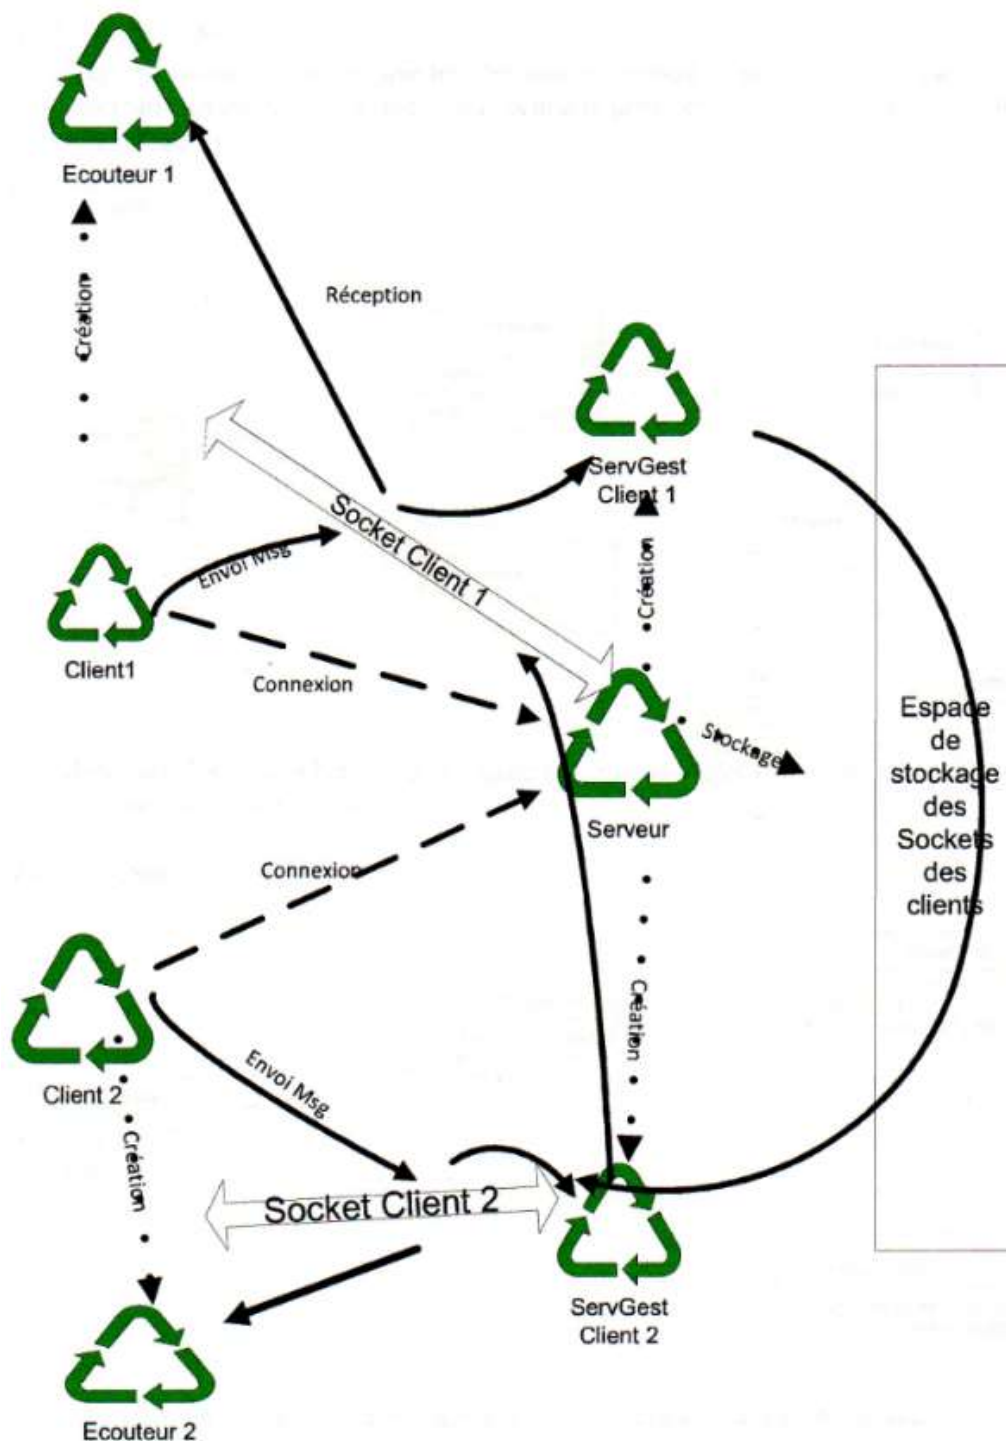 Ecouteur 1
Création
Réception
ServGest
Client 1
Socket Client 1
Envoi Msg
Création
Client1
Connexion
Stockage
Espace
de
stockage
des
Sockets
des
clients
Serveur
Connexion
Création
Client 2
Envoi Msg
Création
Socket Client 2
ServGest
Client 2
Ecouteur 2